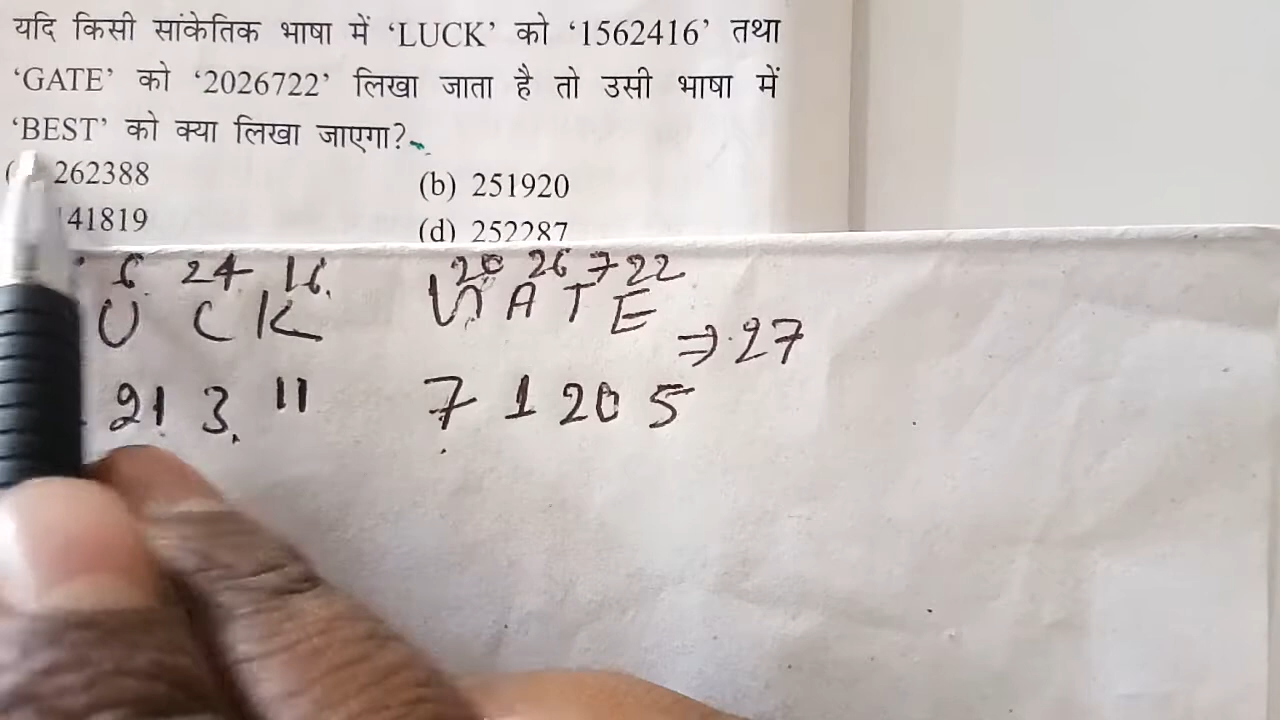 यदि किसी सांकेतिक भाषा में ‘LUCK’ को ‘1562416’ तथा
‘GATE’ को ‘2026722’ लिखा जाता है तो उसी भाषा में
‘BEST’ को क्या लिखा जाएगा?
262388 (b) 251920
41819 (d) 252287
6 24 16 20 26 7 22
U C K G A T E
⇒ 27
21 3 11 7 1 20 5